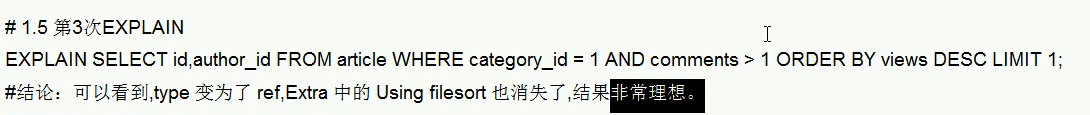 # 1.5 第3次EXPLAIN
EXPLAIN SELECT id,author_id FROM article WHERE category_id = 1 AND comments > 1 ORDER BY views DESC LIMIT 1;
#结论：可以看到,type 变为了 ref,Extra 中的 Using filesort 也消失了,结果非常理想。